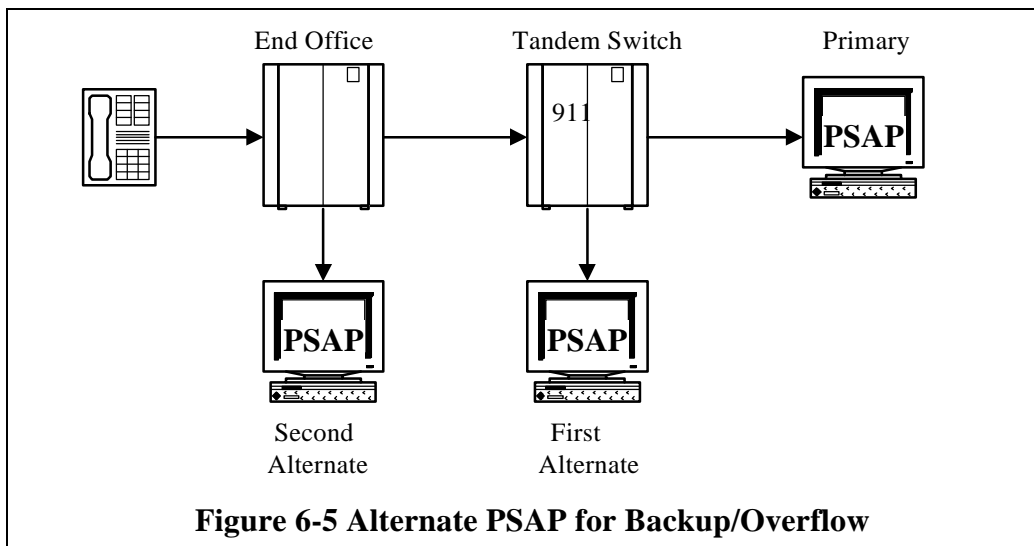 End Office
Tandem Switch
Primary
911
PSAP
PSAP
PSAP
Second
Alternate
First
Alternate
Figure 6-5 Alternate PSAP for Backup/Overflow